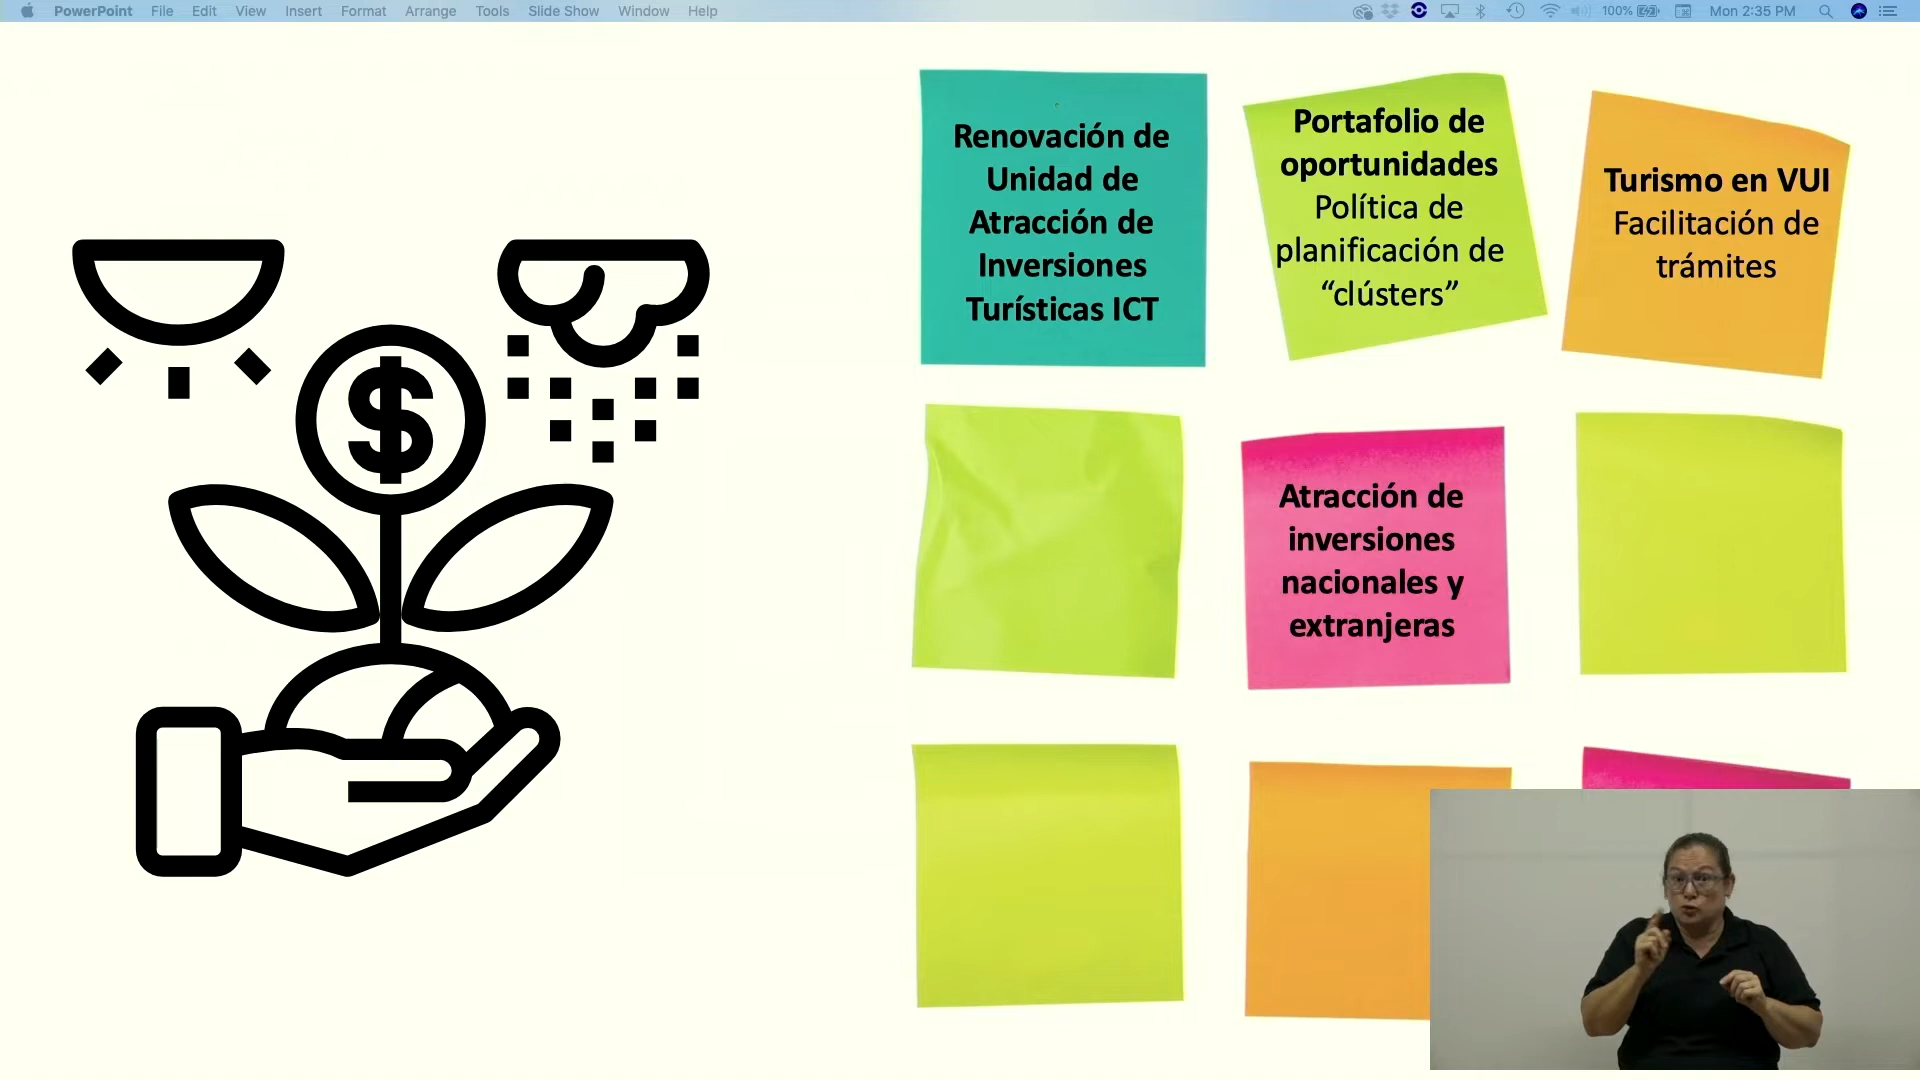 PowerPoint File Edit View Insert Format Arrange Tools Slide Show Window Help 100% Mon 2:35 PM
Renovación de
Unidad de
Atracción de
Inversiones
Turísticas ICT
Portafolio de
oportunidades
Política de
planificación de
“clústers”
Turismo en VUI
Facilitación de
trámites
Atracción de
inversiones
nacionales y
extranjeras
$